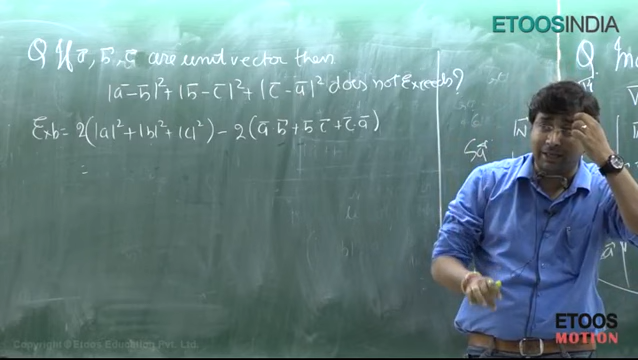 ETOOSINDIA
Q If a̅, b̅, c̅ are unit vector then
|a̅ - b̅|² + |b̅ - c̅|² + |c̅ - a̅|² does not Exceeds?
Exb = 2(|a|² + |b|² + |c|²) - 2(a̅ b̅ + b̅ c̅ + c̅ a̅)
=
Q.
ETOOS
MOTION
Copyright © Etoos Education Pvt. Ltd.